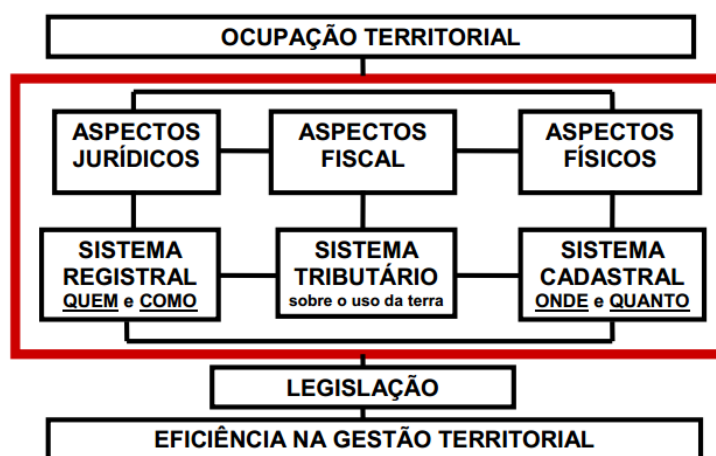 OCUPAÇÃO TERRITORIAL
ASPECTOS
JURÍDICOS
ASPECTOS
FISCAL
ASPECTOS
FÍSICOS
SISTEMA
REGISTRAL
QUEM e COMO
SISTEMA
TRIBUTÁRIO
sobre o uso da terra
SISTEMA
CADASTRAL
ONDE e QUANTO
LEGISLAÇÃO
EFICIÊNCIA NA GESTÃO TERRITORIAL